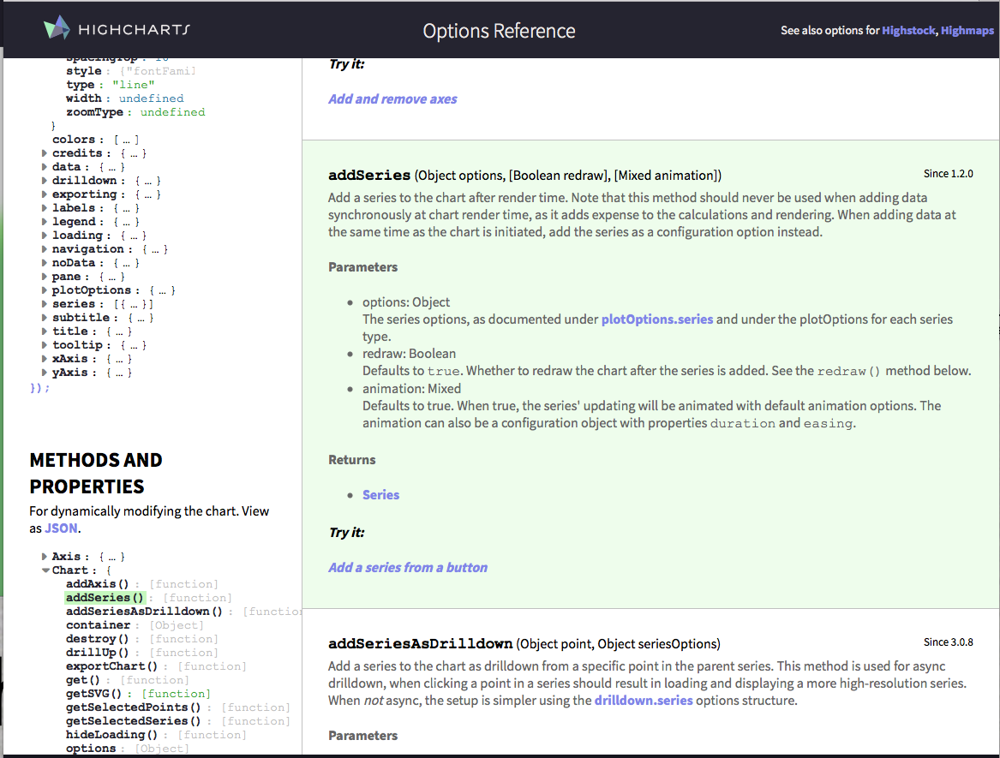 HIGHCHARTS
Options Reference
See also options for Highstock, Highmaps
spacingTop : 10
style : {"fontFami
type : "line"
width : undefined
zoomType : undefined
}
colors : [ … ]
credits : { … }
data : { … }
drilldown : { … }
exporting : { … }
labels : { … }
legend : { … }
loading : { … }
navigation : { … }
noData : { … }
pane : { … }
plotOptions : { … }
series : [{ … }]
subtitle : { … }
title : { … }
tooltip : { … }
xAxis : { … }
yAxis : { … }
});
METHODS AND
PROPERTIES
For dynamically modifying the chart. View
as JSON.
Axis : { … }
Chart : {
addAxis() : [function]
addSeries() : [function]
addSeriesAsDrilldown() : [function
container : [Object]
destroy() : [function]
drillUp() : [function]
exportChart() : [function]
get() : [function]
getSVG() : [function]
getSelectedPoints() : [function]
getSelectedSeries() : [function]
hideLoading() : [function]
options : [Object]
Try it:
Add and remove axes
addSeries (Object options, [Boolean redraw], [Mixed animation])
Since 1.2.0
Add a series to the chart after render time. Note that this method should never be used when adding data
synchronously at chart render time, as it adds expense to the calculations and rendering. When adding data at
the same time as the chart is initiated, add the series as a configuration option instead.
Parameters
• options: Object
The series options, as documented under plotOptions.series and under the plotOptions for each series
type.
• redraw: Boolean
Defaults to true. Whether to redraw the chart after the series is added. See the redraw() method below.
• animation: Mixed
Defaults to true. When true, the series' updating will be animated with default animation options. The
animation can also be a configuration object with properties duration and easing.
Returns
• Series
Try it:
Add a series from a button
addSeriesAsDrilldown (Object point, Object seriesOptions)
Since 3.0.8
Add a series to the chart as drilldown from a specific point in the parent series. This method is used for async
drilldown, when clicking a point in a series should result in loading and displaying a more high-resolution series.
When not async, the setup is simpler using the drilldown.series options structure.
Parameters